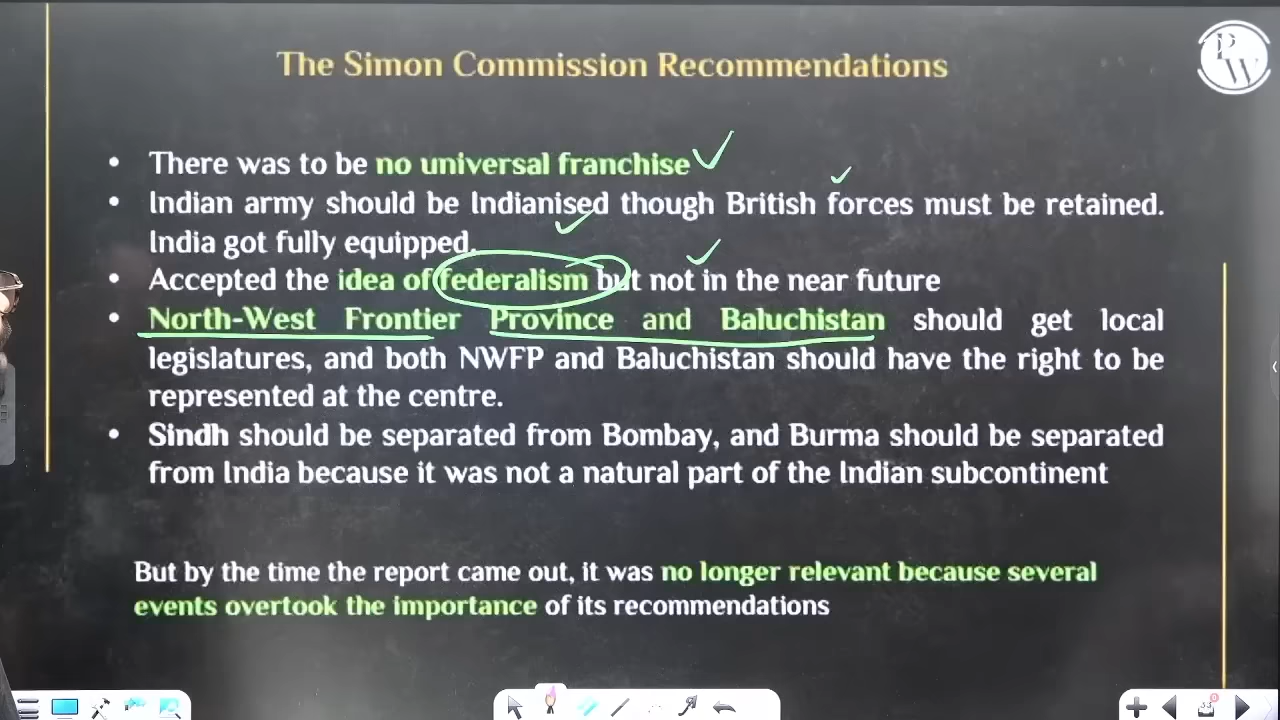 The Simon Commission Recommendations
PW
• There was to be no universal franchise
• Indian army should be Indianised though British forces must be retained.
India got fully equipped.
• Accepted the idea of federalism but not in the near future
• North-West Frontier Province and Baluchistan should get local
legislatures, and both NWFP and Baluchistan should have the right to be
represented at the centre.
• Sindh should be separated from Bombay, and Burma should be separated
from India because it was not a natural part of the Indian subcontinent
But by the time the report came out, it was no longer relevant because several
events overtook the importance of its recommendations